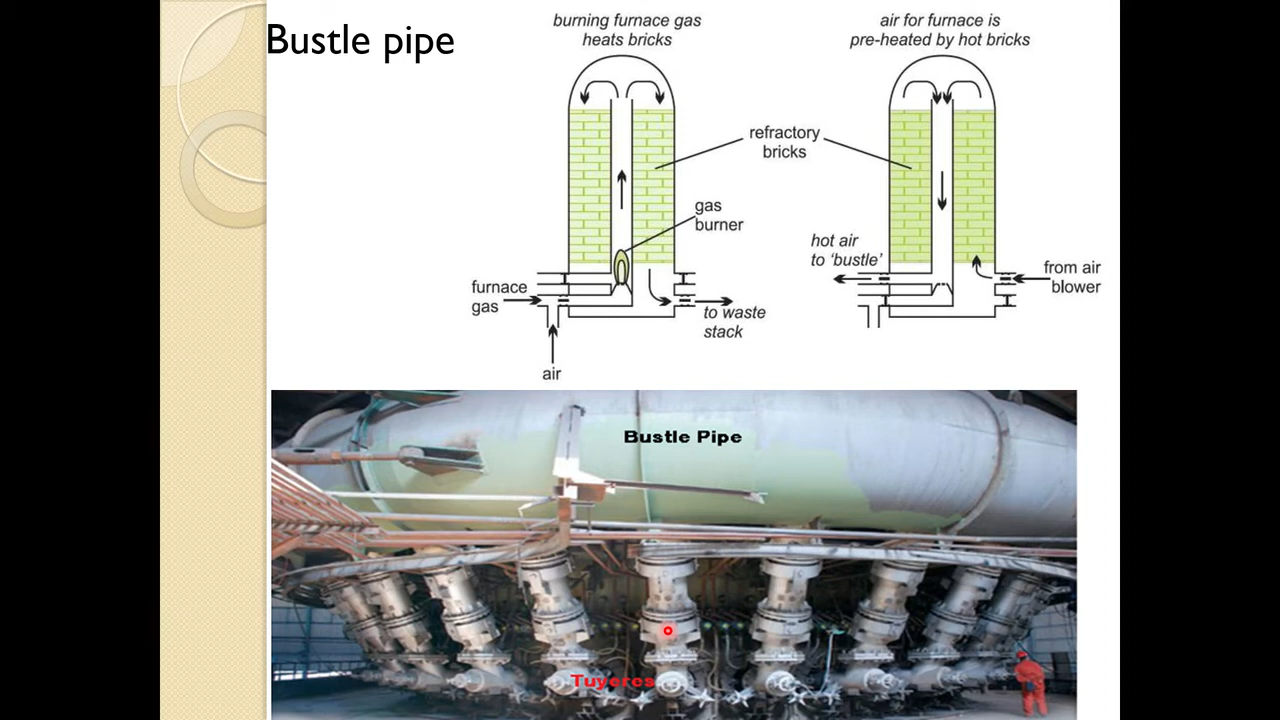 Bustle pipe
burning furnace gas
heats bricks
air for furnace is
pre-heated by hot bricks
refractory
bricks
gas
burner
furnace
gas
to waste
stack
air
hot air
to ‘bustle’
from air
blower
Bustle Pipe
Tuyeres